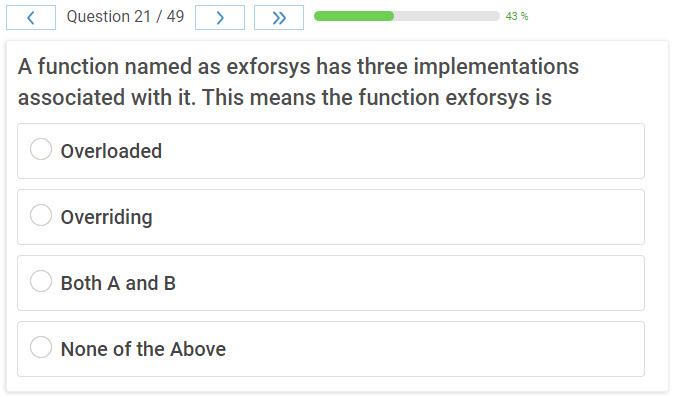 Question 21 / 49
43 %
A function named as exforsys has three implementations
associated with it. This means the function exforsys is
Overloaded
Overriding
Both A and B
None of the Above